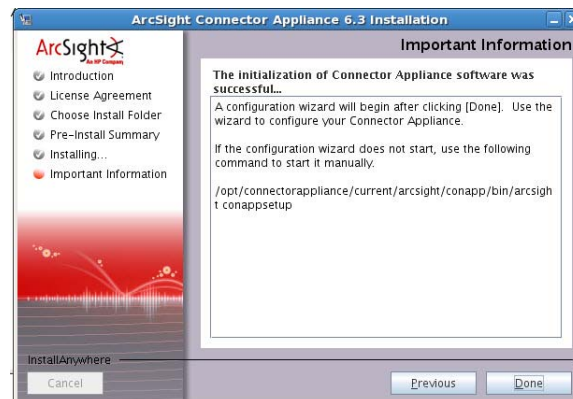 ArcSight Connector Appliance 6.3 Installation
ArcSight
An HP Company
Important Information
Introduction
License Agreement
Choose Install Folder
Pre-Install Summary
Installing...
Important Information
The initialization of Connector Appliance software was
successful...
A configuration wizard will begin after clicking [Done]. Use the
wizard to configure your Connector Appliance.
If the configuration wizard does not start, use the following
command to start it manually.
/opt/connectorappliance/current/arcsight/conapp/bin/arcsigh
t conappsetup
InstallAnywhere
Cancel
Previous
Done